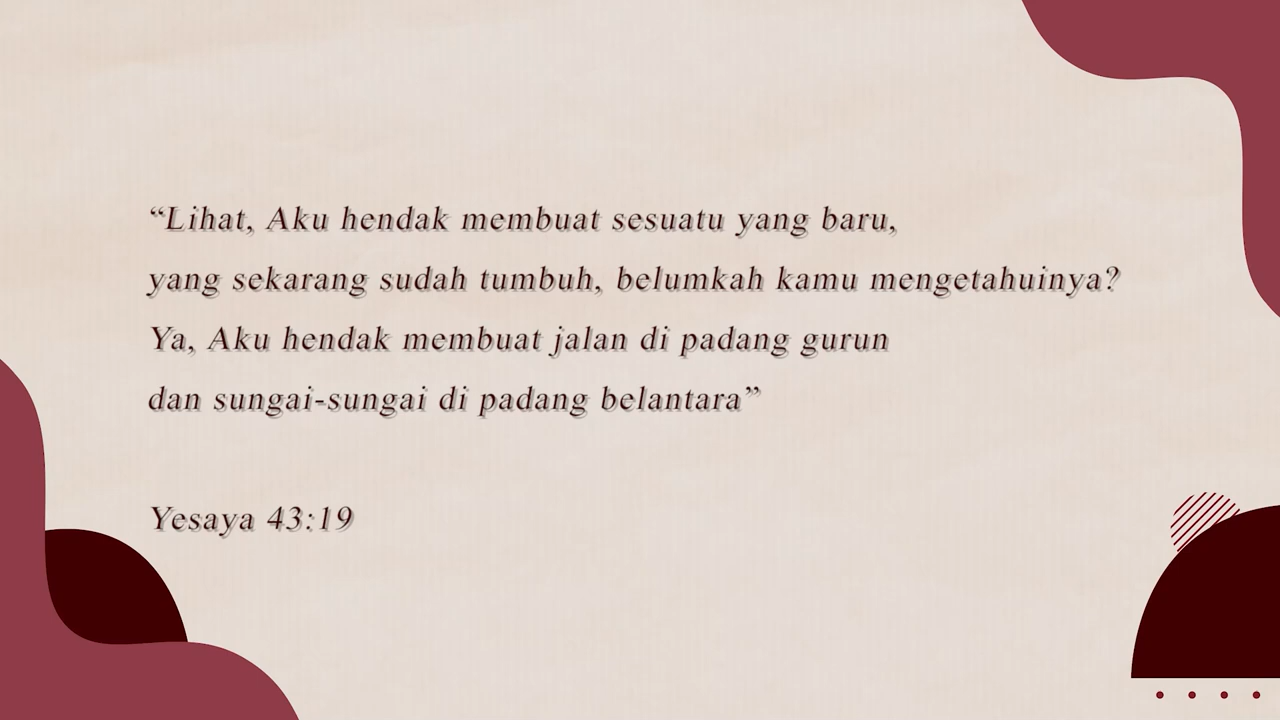 “Lihat, Aku hendak membuat sesuatu yang baru,
yang sekarang sudah tumbuh, belumkah kamu mengetahuinya?
Ya, Aku hendak membuat jalan di padang gurun
dan sungai-sungai di padang belantara”
Yesaya 43:19